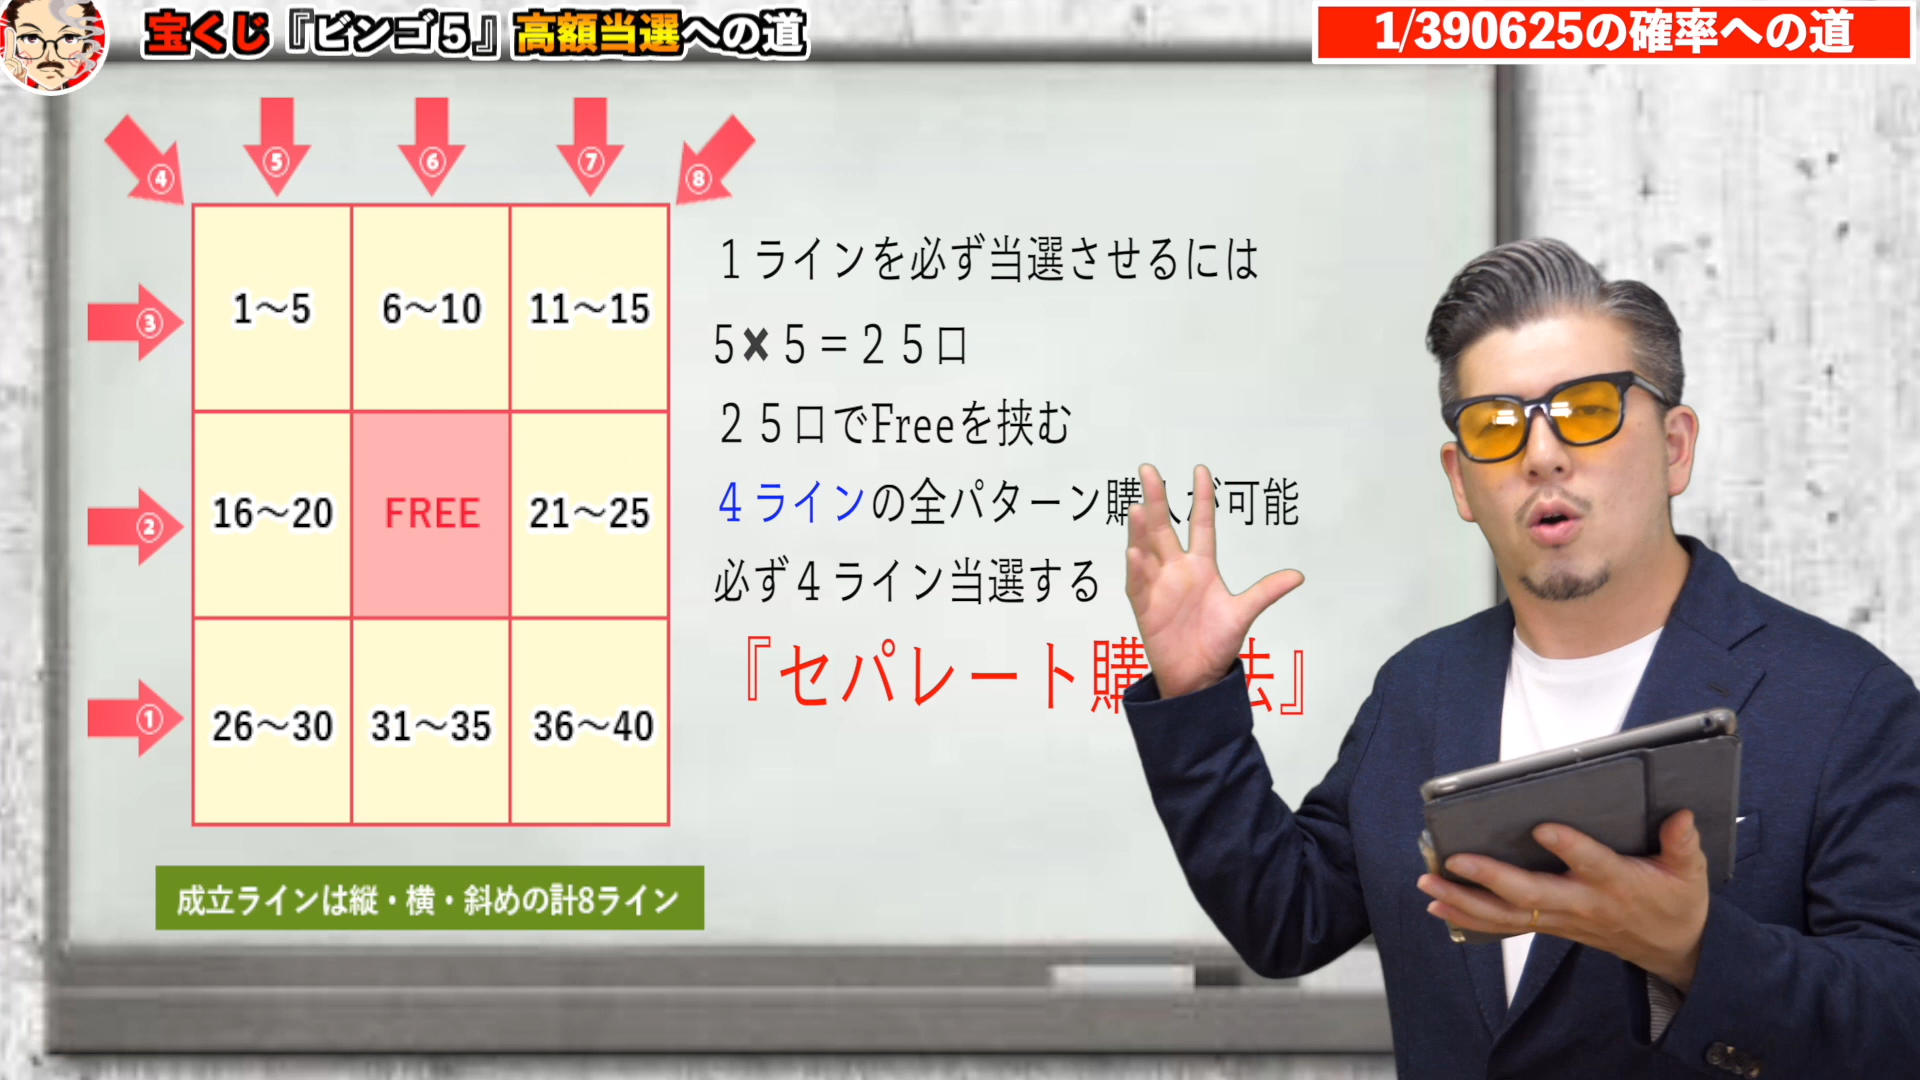 宝くじ『ビンゴ５』高額当選への道
1/390625の確率への道
④
⑤
⑥
⑦
⑧
③
1〜5
6〜10
11〜15
②
16〜20
FREE
21〜25
①
26〜30
31〜35
36〜40
成立ラインは縦・横・斜めの計8ライン
１ラインを必ず当選させるには
5✖５＝２５口
２５口でFreeを挟む
４ラインの全パターン購入が可能
必ず４ライン当選する
『セパレート購 法』